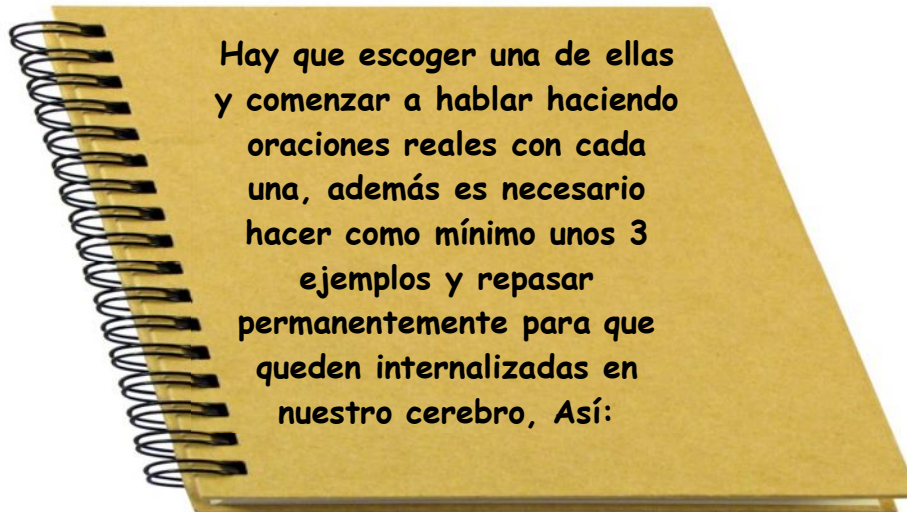 Hay que escoger una de ellas
y comenzar a hablar haciendo
oraciones reales con cada
una, además es necesario
hacer como mínimo unos 3
ejemplos y repasar
permanentemente para que
queden internalizadas en
nuestro cerebro, Así: